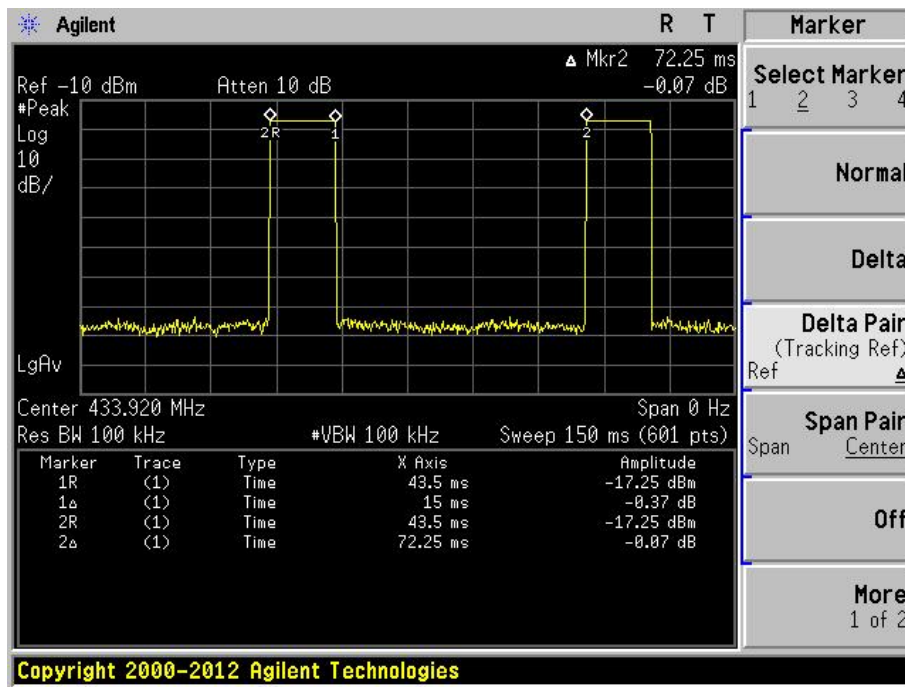 Agilent R T Marker
Δ Mkr2 72.25 ms
Ref -10 dBm Atten 10 dB -0.07 dB
#Peak
Log
10
dB/
2R 1 2
LgAv
Center 433.920 MHz Span 0 Hz
Res BW 100 kHz #VBW 100 kHz Sweep 150 ms (601 pts)
Marker Trace Type X Axis Amplitude
1R (1) Time 43.5 ms -17.25 dBm
1Δ (1) Time 15 ms -0.37 dB
2R (1) Time 43.5 ms -17.25 dBm
2Δ (1) Time 72.25 ms -0.07 dB
Select Marker
1 2 3 4
Normal
Delta
Delta Pair
(Tracking Ref)
Ref Δ
Span Pair
Span Center
Off
More
1 of 2
Copyright 2000-2012 Agilent Technologies